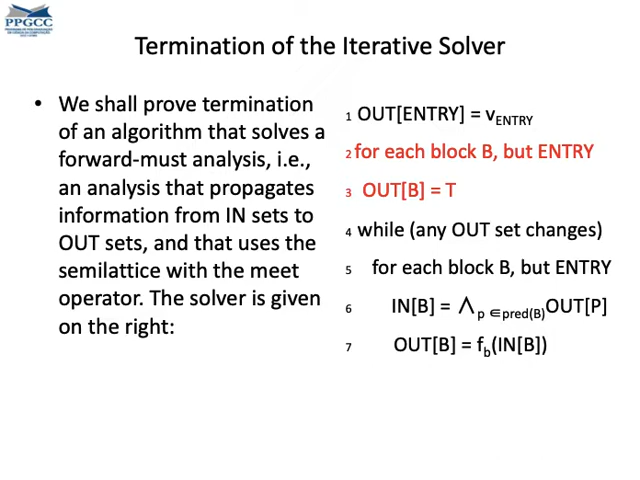 PPGCC
Termination of the Iterative Solver
• We shall prove termination
of an algorithm that solves a
forward-must analysis, i.e.,
an analysis that propagates
information from IN sets to
OUT sets, and that uses the
semilattice with the meet
operator. The solver is given
on the right:
1 OUT[ENTRY] = vENTRY
2 for each block B, but ENTRY
3 OUT[B] = T
4 while (any OUT set changes)
5 for each block B, but ENTRY
6 IN[B] = ⋀p∈pred(B)OUT[P]
7 OUT[B] = fb(IN[B])